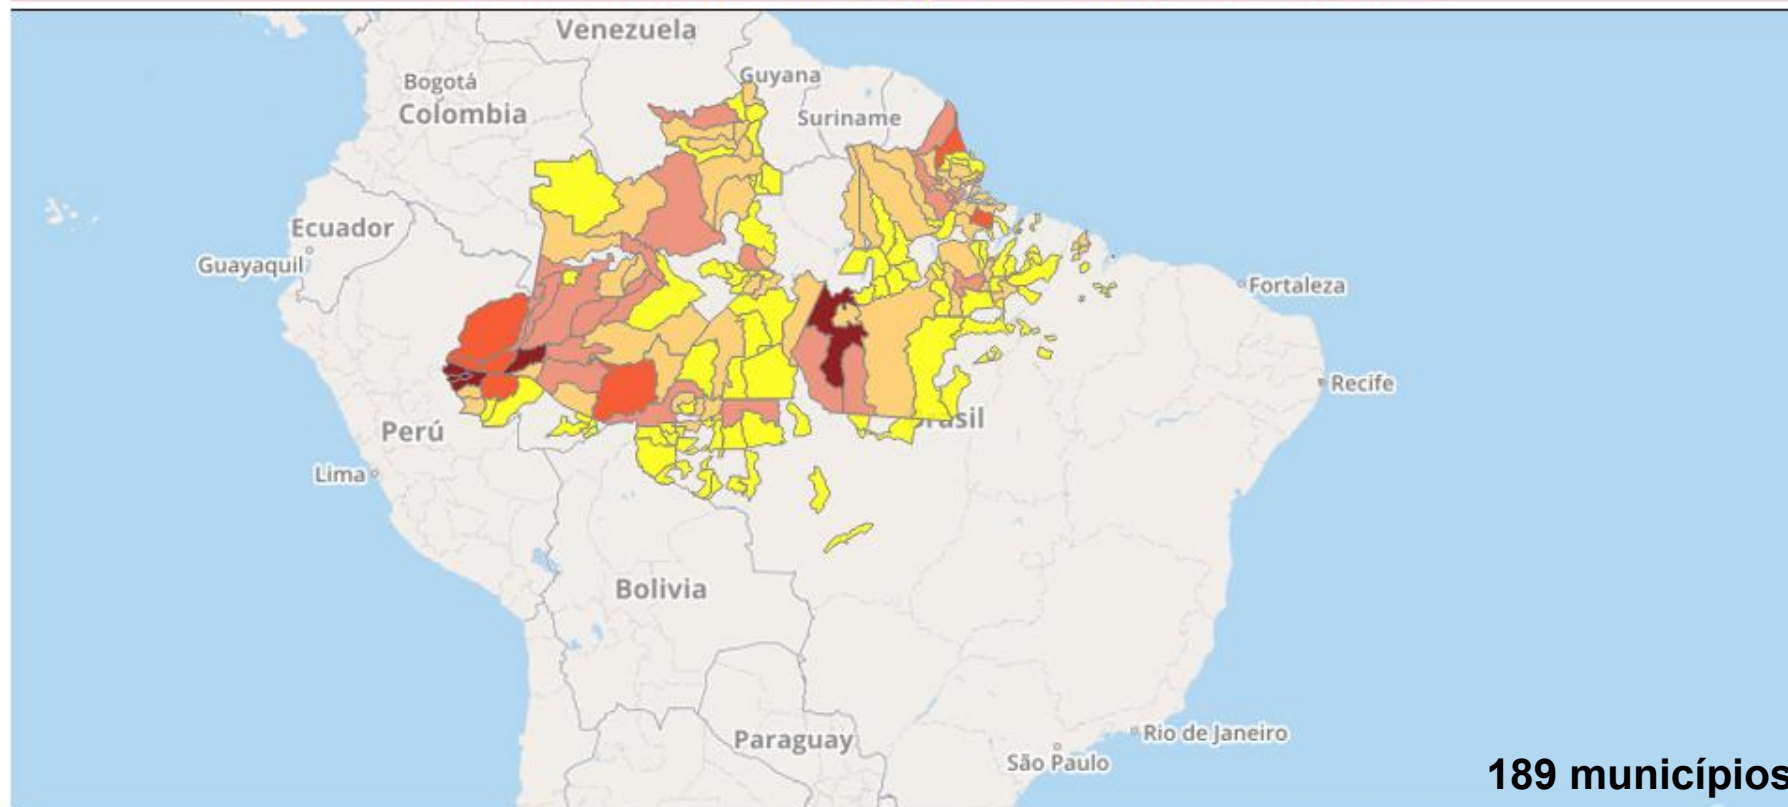 Venezuela
Bogotá
Guyana
Colombia
Suriname
Ecuador
Guayaquil
Fortaleza
Recife
Perú
Lima
Bolivia
Rio de Janeiro
Paraguay
São Paulo
189 municípios